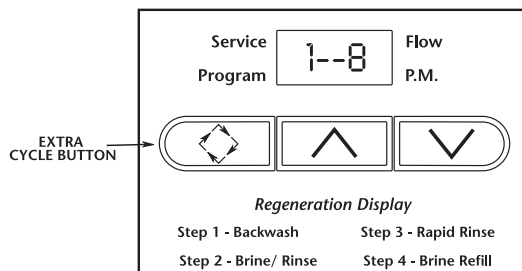 Service 1--8 Flow
Program P.M.
EXTRA
CYCLE BUTTON
Regeneration Display
Step 1 - Backwash Step 3 - Rapid Rinse
Step 2 - Brine/ Rinse Step 4 - Brine Refill